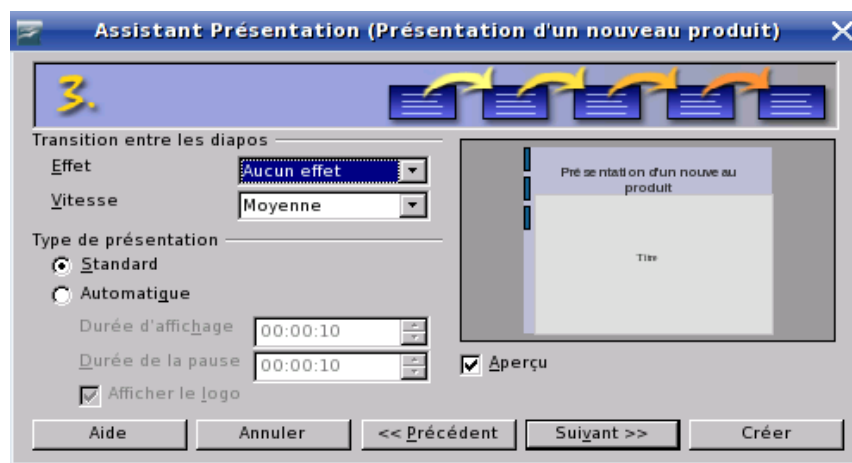 Assistant Présentation (Présentation d'un nouveau produit)
3.
Transition entre les diapos
Effet
Aucun effet
Vitesse
Moyenne
Type de présentation
Standard
Automatique
Durée d'affichage
00:00:10
Durée de la pause
00:00:10
Afficher le logo
Présentation d'un nouveau
produit
Titre
Aperçu
Aide
Annuler
<< Précédent
Suivant >>
Créer